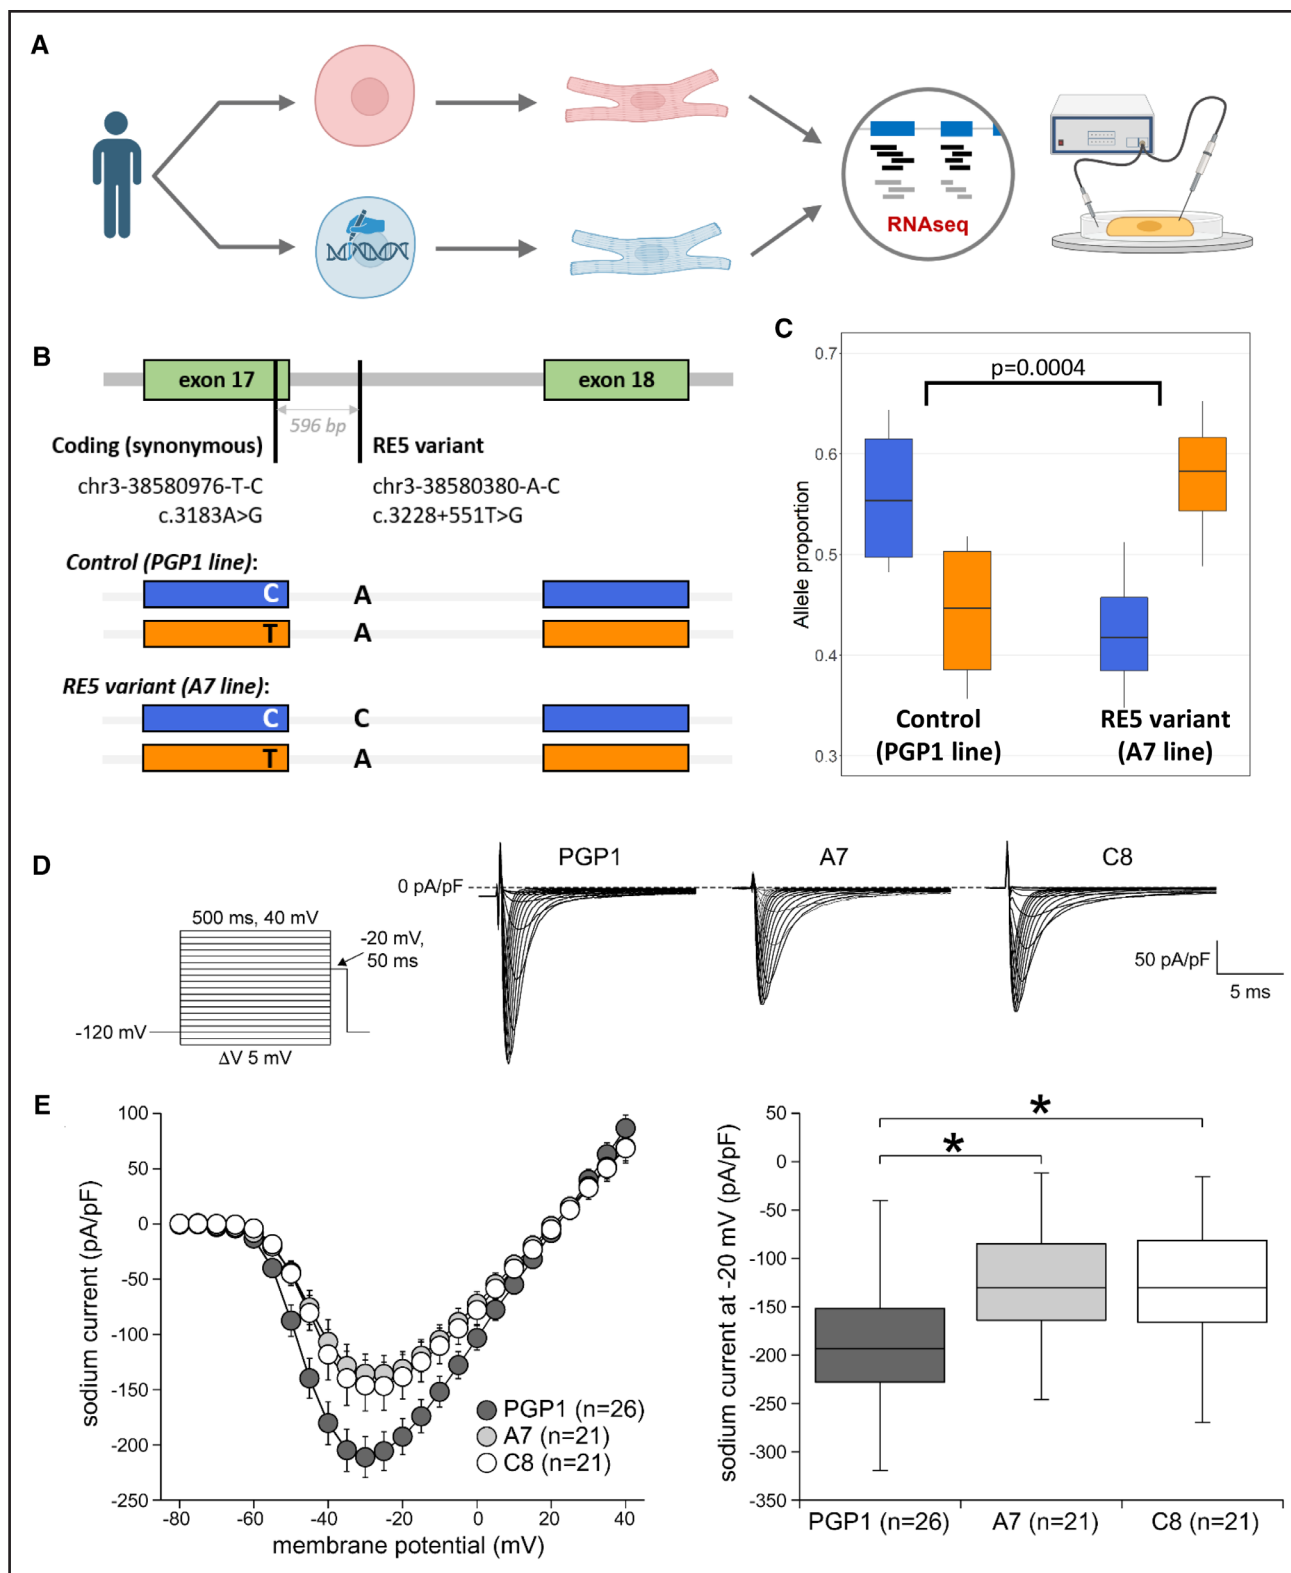 A
RNAseq
B
exon 17
exon 18
596 bp
Coding (synonymous)
RE5 variant
chr3-38580976-T-C
chr3-38580380-A-C
c.3183A>G
c.3228+551T>G
Control (PGP1 line):
C
A
T
A
RE5 variant (A7 line):
C
C
T
A
C
0.7
0.6
0.5
0.4
0.3
Allele proportion
p=0.0004
Control
(PGP1 line)
RE5 variant
(A7 line)
D
500 ms, 40 mV
-20 mV,
50 ms
-120 mV
ΔV 5 mV
0 pA/pF
PGP1
A7
C8
50 pA/pF
5 ms
E
100
50
0
-50
-100
-150
-200
-250
sodium current (pA/pF)
PGP1 (n=26)
A7 (n=21)
C8 (n=21)
-80
-60
-40
-20
0
20
40
membrane potential (mV)
50
0
-50
-100
-150
-200
-250
-300
-350
sodium current at -20 mV (pA/pF)
*
*
PGP1 (n=26)
A7 (n=21)
C8 (n=21)